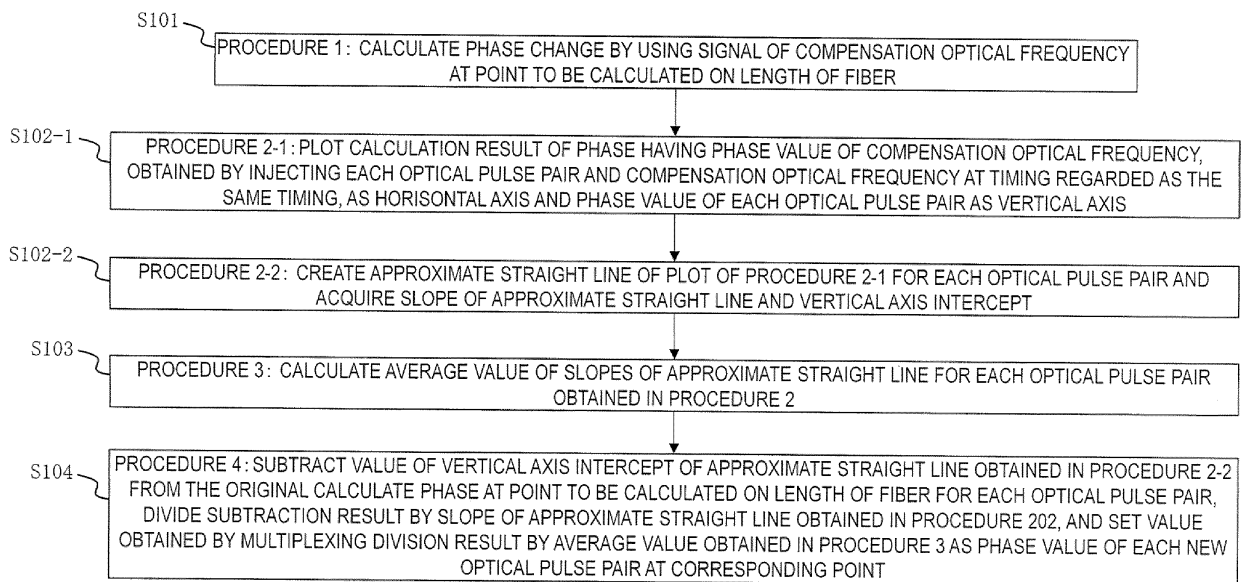 S101
PROCEDURE 1: CALCULATE PHASE CHANGE BY USING SIGNAL OF COMPENSATION OPTICAL FREQUENCY
AT POINT TO BE CALCULATED ON LENGTH OF FIBER
S102-1
PROCEDURE 2-1: PLOT CALCULATION RESULT OF PHASE HAVING PHASE VALUE OF COMPENSATION OPTICAL FREQUENCY,
OBTAINED BY INJECTING EACH OPTICAL PULSE PAIR AND COMPENSATION OPTICAL FREQUENCY AT TIMING REGARDED AS THE
SAME TIMING, AS HORISONTAL AXIS AND PHASE VALUE OF EACH OPTICAL PULSE PAIR AS VERTICAL AXIS
S102-2
PROCEDURE 2-2: CREATE APPROXIMATE STRAIGHT LINE OF PLOT OF PROCEDURE 2-1 FOR EACH OPTICAL PULSE PAIR AND
ACQUIRE SLOPE OF APPROXIMATE STRAIGHT LINE AND VERTICAL AXIS INTERCEPT
S103
PROCEDURE 3: CALCULATE AVERAGE VALUE OF SLOPES OF APPROXIMATE STRAIGHT LINE FOR EACH OPTICAL PULSE PAIR
OBTAINED IN PROCEDURE 2
S104
PROCEDURE 4: SUBTRACT VALUE OF VERTICAL AXIS INTERCEPT OF APPROXIMATE STRAIGHT LINE OBTAINED IN PROCEDURE 2-2
FROM THE ORIGINAL CALCULATE PHASE AT POINT TO BE CALCULATED ON LENGTH OF FIBER FOR EACH OPTICAL PULSE PAIR,
DIVIDE SUBTRACTION RESULT BY SLOPE OF APPROXIMATE STRAIGHT LINE OBTAINED IN PROCEDURE 202, AND SET VALUE
OBTAINED BY MULTIPLEXING DIVISION RESULT BY AVERAGE VALUE OBTAINED IN PROCEDURE 3 AS PHASE VALUE OF EACH NEW
OPTICAL PULSE PAIR AT CORRESPONDING POINT